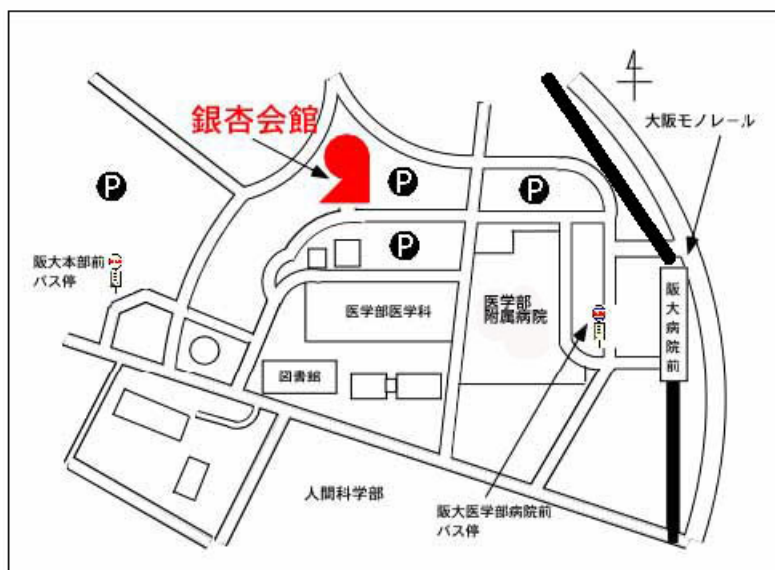 銀杏会館
大阪モノレール
P
P
P
P
阪大本部前
バス停
医学部医学科
医学部
附属病院
阪大病院前
図書館
人間科学部
阪大医学部病院前
バス停